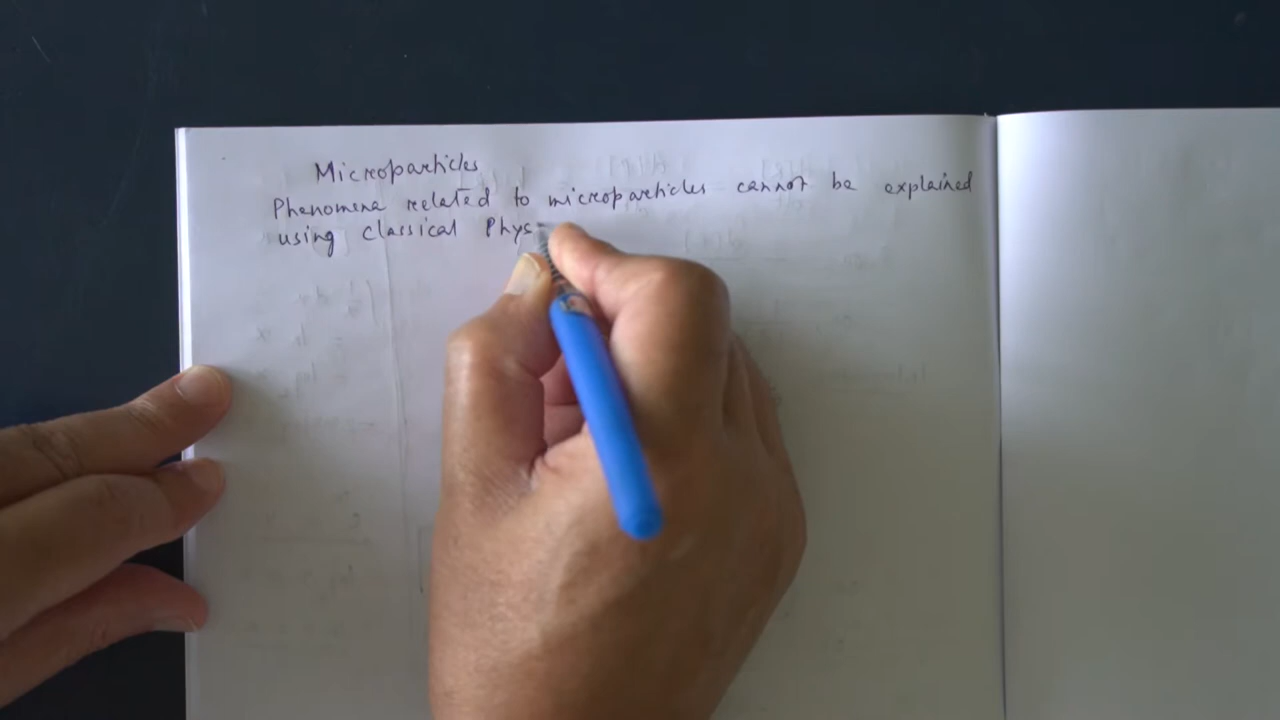 Microparticles
Phenomena related to microparticles cannot be explained
using classical Phys